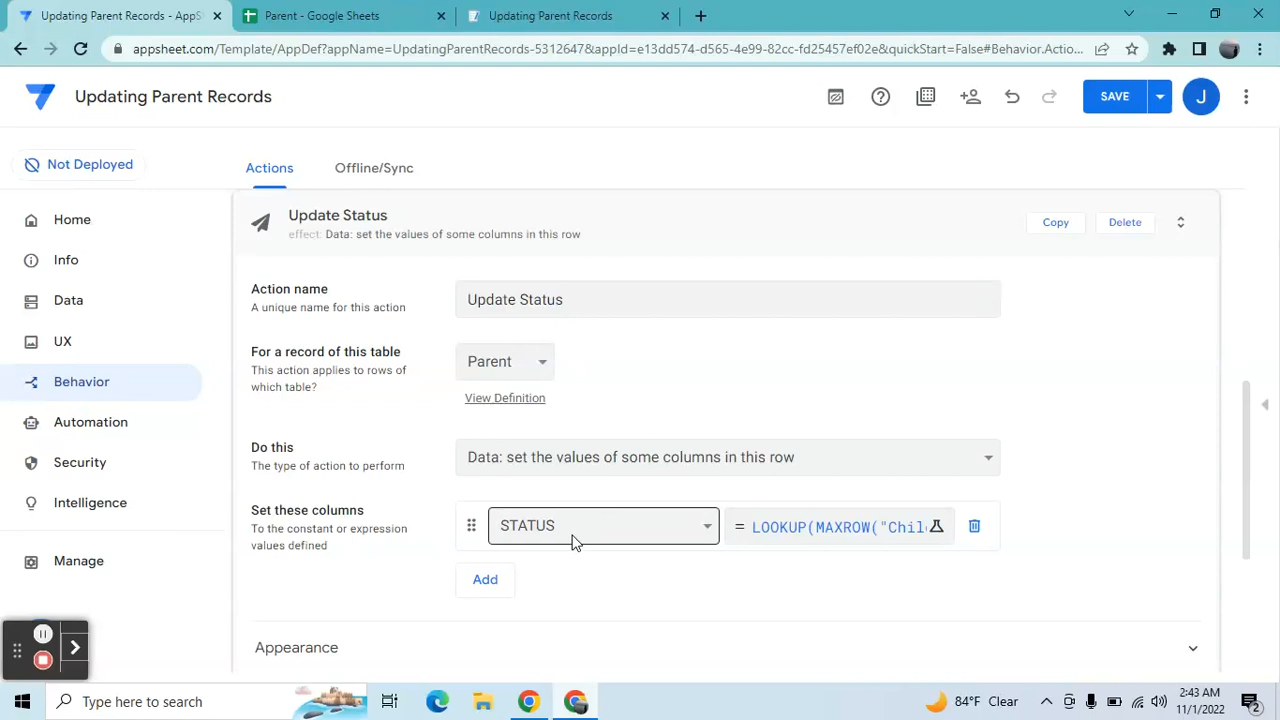 Updating Parent Records - AppS
Parent - Google Sheets
Updating Parent Records
appsheet.com/Template/AppDef?appName=UpdatingParentRecords-5312647&appId=e13dd574-d565-4e99-82cc-fd25457ef02e&quickStart=False#Behavior.Actio...
Updating Parent Records
SAVE
J
Not Deployed
Actions
Offline/Sync
Home
Info
Data
UX
Behavior
Automation
Security
Intelligence
Manage
Update Status
effect: Data: set the values of some columns in this row
Copy
Delete
Action name
A unique name for this action
Update Status
For a record of this table
This action applies to rows of
which table?
Parent
View Definition
Do this
The type of action to perform
Data: set the values of some columns in this row
Set these columns
To the constant or expression
values defined
STATUS
= LOOKUP(MAXROW("Chil
Add
Appearance
Type here to search
84°F Clear
2:43 AM
11/1/2022
2